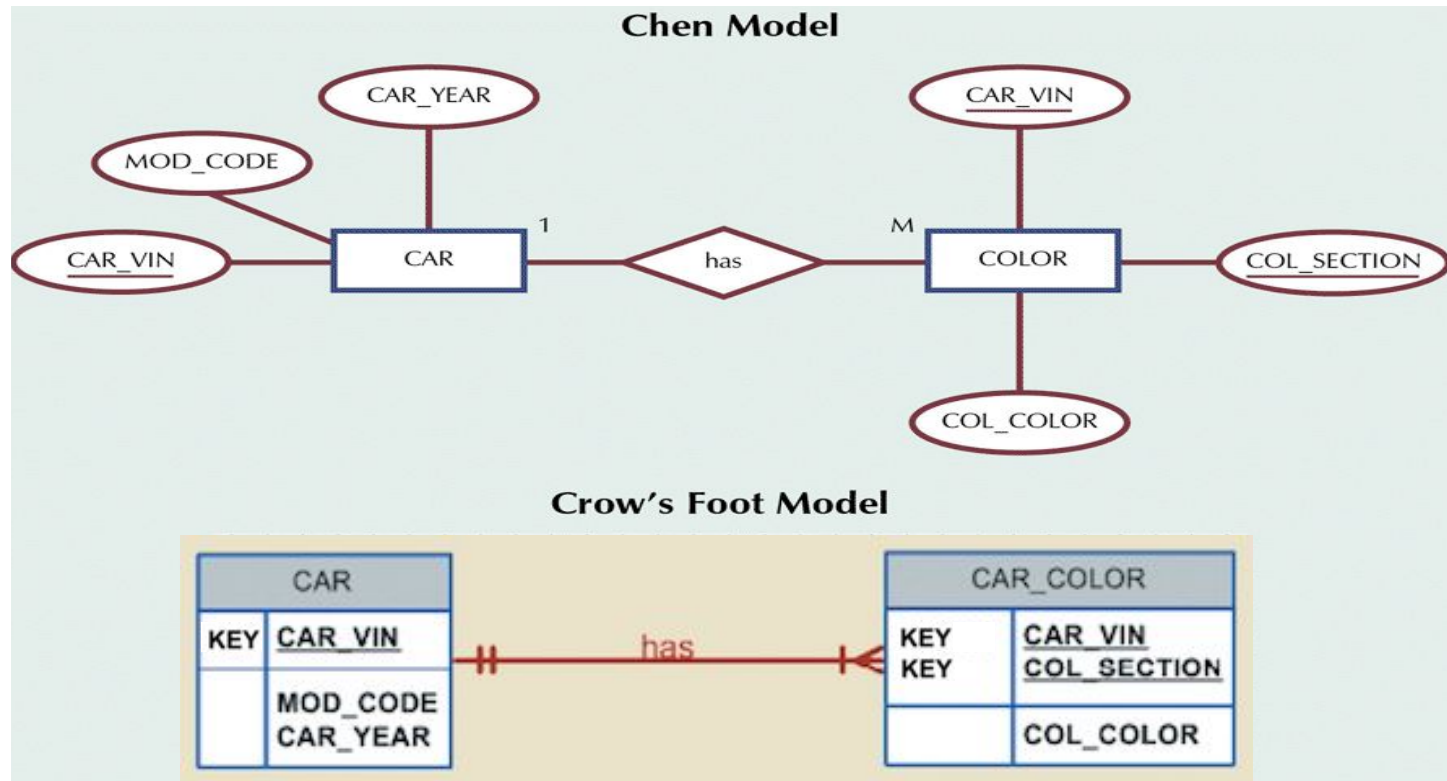 Chen Model
CAR_YEAR
CAR_VIN
MOD_CODE
1
M
CAR_VIN
CAR
has
COLOR
COL_SECTION
COL_COLOR
Crow's Foot Model
CAR
KEY CAR_VIN
MOD_CODE
CAR_YEAR
has
CAR_COLOR
KEY CAR_VIN
KEY COL_SECTION
COL_COLOR